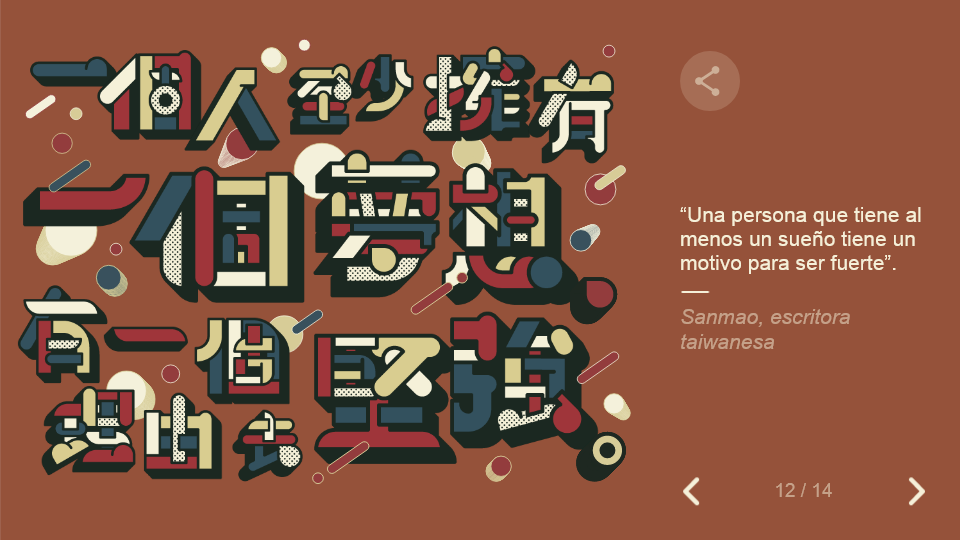 一個人至少擁有
一個夢想
有一個
理由去
堅強。
“Una persona que tiene al
menos un sueño tiene un
motivo para ser fuerte”.
Sanmao, escritora
taiwanesa
12 / 14